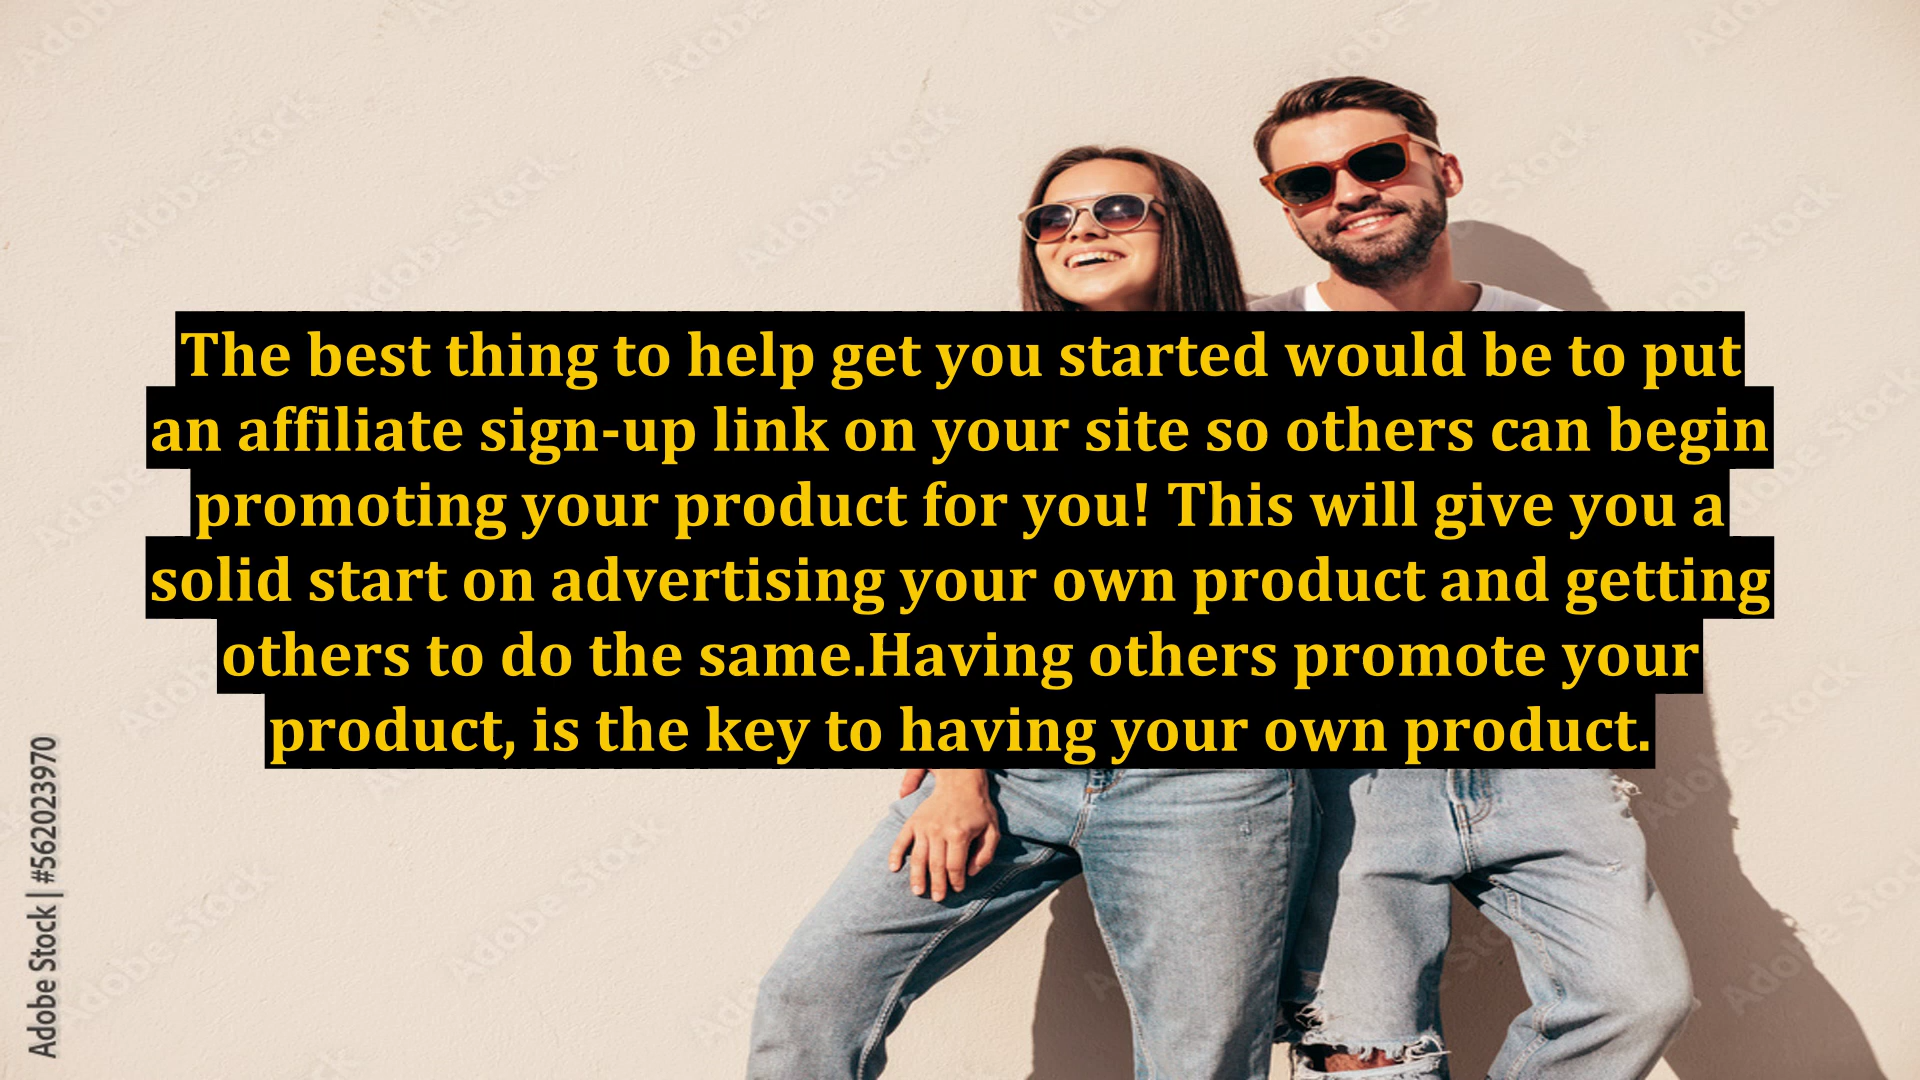 The best thing to help get you started would be to put
an affiliate sign-up link on your site so others can begin
promoting your product for you! This will give you a
solid start on advertising your own product and getting
others to do the same.Having others promote your
product, is the key to having your own product.
Adobe Stock | #562023970
Adobe Stock